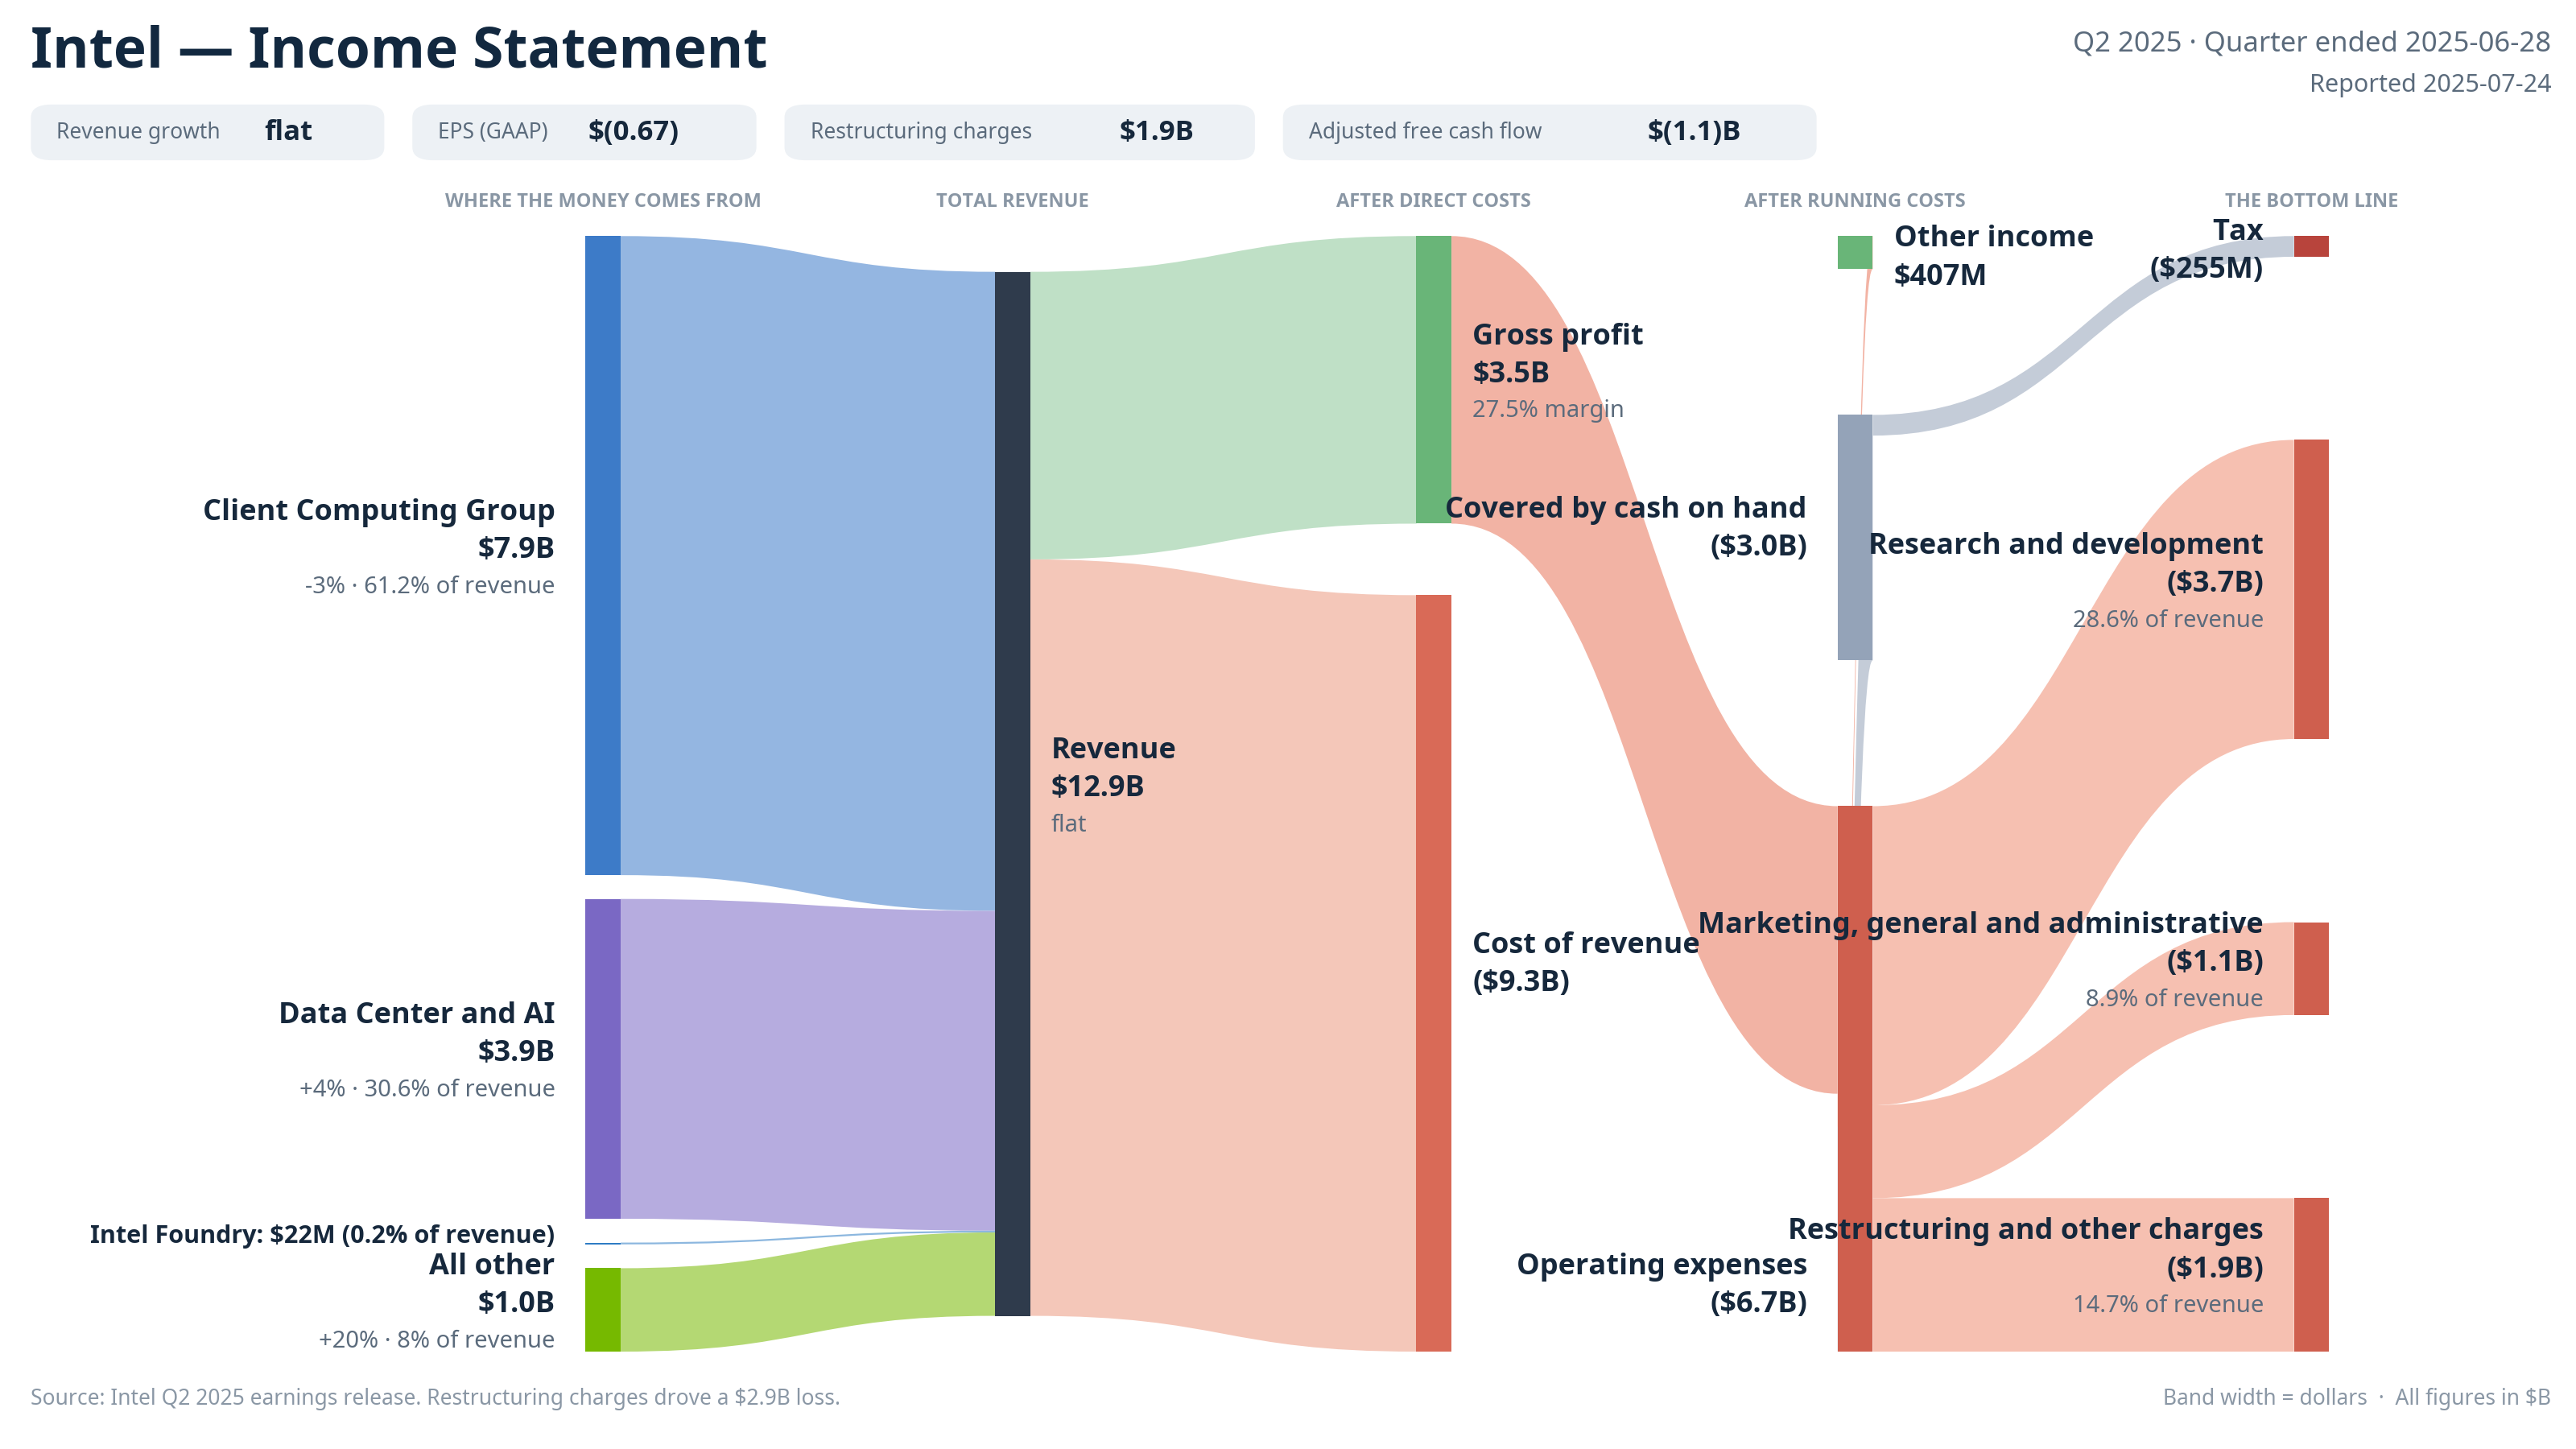 Intel — Income Statement
Q2 2025 · Quarter ended 2025-06-28
Reported 2025-07-24
Revenue growth flat
EPS (GAAP) $(0.67)
Restructuring charges $1.9B
Adjusted free cash flow $(1.1)B
WHERE THE MONEY COMES FROM
TOTAL REVENUE
AFTER DIRECT COSTS
AFTER RUNNING COSTS
THE BOTTOM LINE
Client Computing Group
$7.9B
-3% · 61.2% of revenue
Data Center and AI
$3.9B
+4% · 30.6% of revenue
Intel Foundry: $22M (0.2% of revenue)
All other
$1.0B
+20% · 8% of revenue
Revenue
$12.9B
flat
Gross profit
$3.5B
27.5% margin
Cost of revenue
($9.3B)
Other income
$407M
Covered by cash on hand
($3.0B)
Operating expenses
($6.7B)
Tax
($255M)
Research and development
($3.7B)
28.6% of revenue
Marketing, general and administrative
($1.1B)
8.9% of revenue
Restructuring and other charges
($1.9B)
14.7% of revenue
Source: Intel Q2 2025 earnings release. Restructuring charges drove a $2.9B loss.
Band width = dollars · All figures in $B